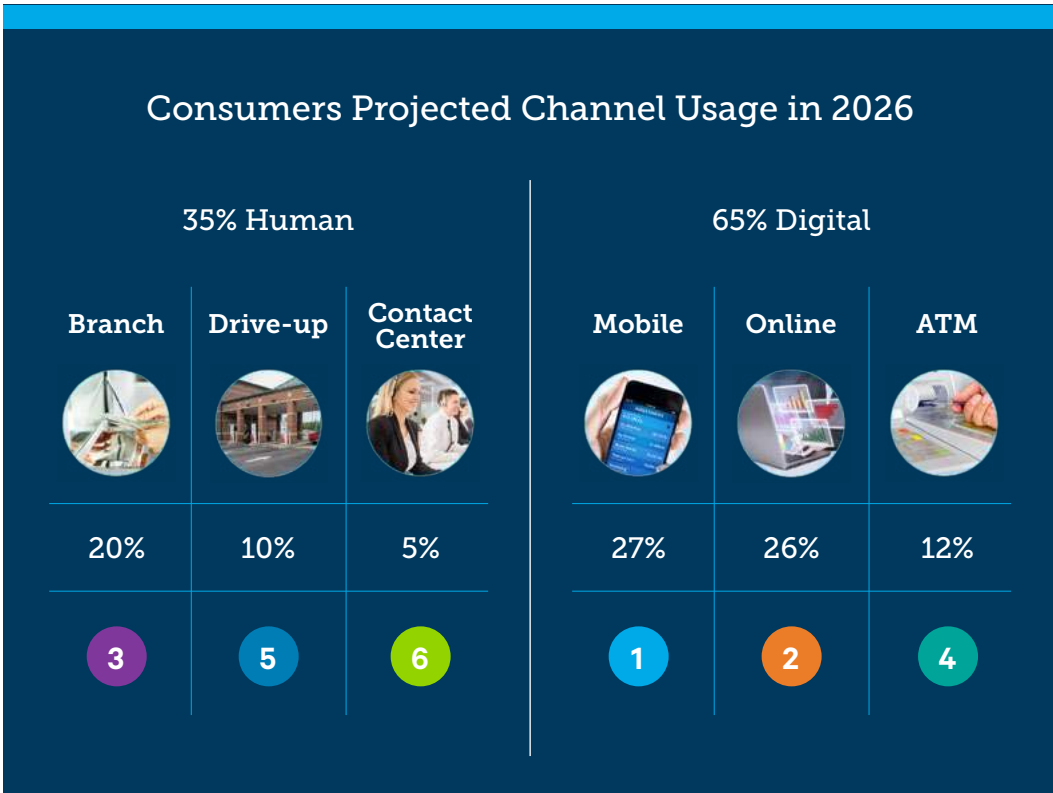 Consumers Projected Channel Usage in 2026
35% Human
Branch
Drive-up
Contact
Center
20%
10%
5%
3
5
6
65% Digital
Mobile
Online
ATM
27%
26%
12%
1
2
4